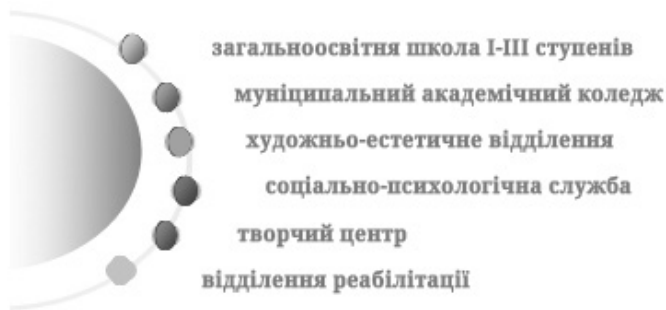 загальноосвітня школа І-ІІІ ступенів
муніципальний академічний коледж
художньо-естетичне відділення
соціально-психологічна служба
творчий центр
відділення реабілітації